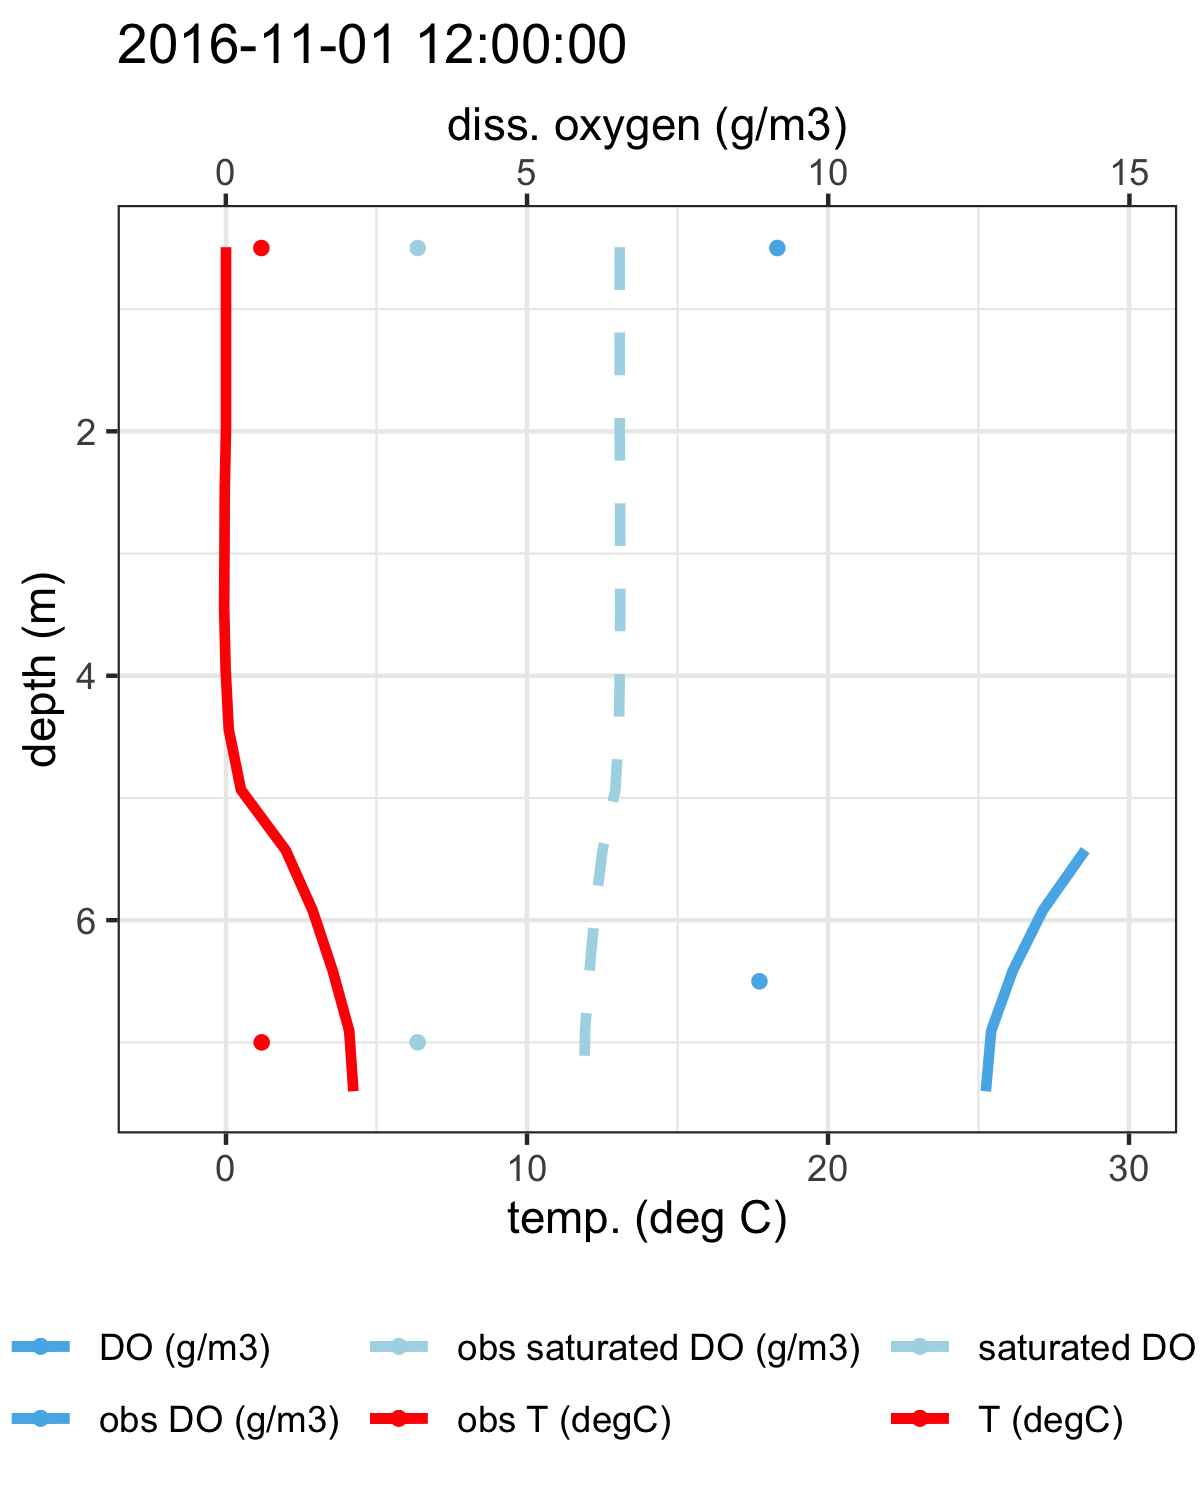 2016-11-01 12:00:00
diss. oxygen (g/m3)
0 5 10 15
depth (m)
2
4
6
0 10 20 30
temp. (deg C)
DO (g/m3) obs saturated DO (g/m3) saturated DO
obs DO (g/m3) obs T (degC) T (degC)